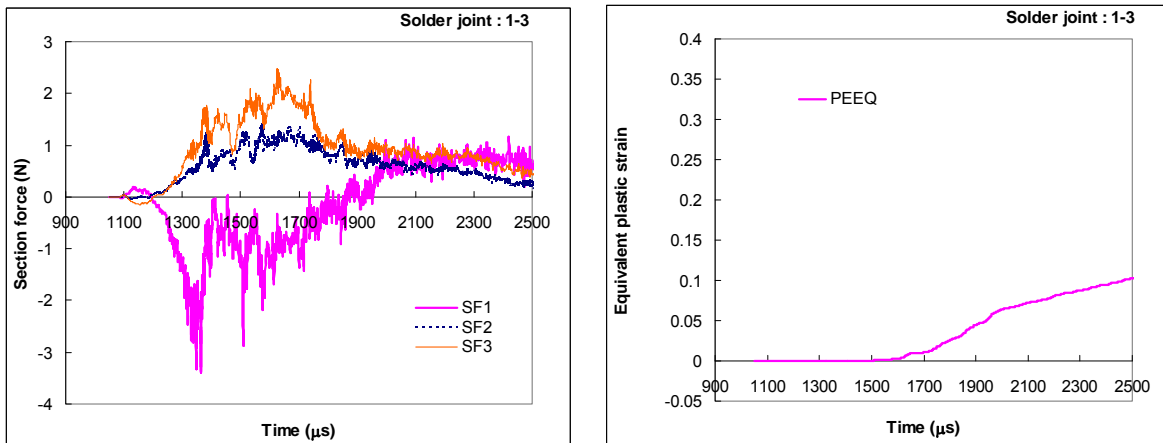 Solder joint : 1-3
3
2
1
0
-1
-2
-3
-4
900 1100 1300 1500 1700 1900 2100 2300 2500
Section force (N)
SF1
SF2
SF3
Time (μs)
Solder joint : 1-3
0.4
0.35
0.3
0.25
0.2
0.15
0.1
0.05
0
-0.05
900 1100 1300 1500 1700 1900 2100 2300 2500
Equivalent plastic strain
PEEQ
Time (μs)